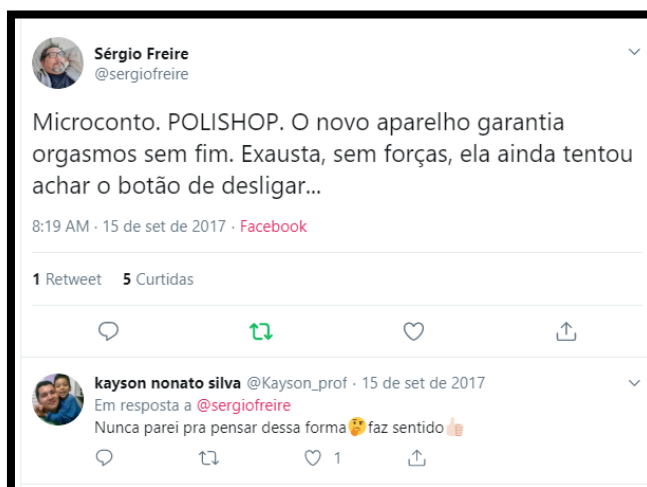 Sérgio Freire
@sergiofreire
Microconto. POLISHOP. O novo aparelho garantia
orgasmos sem fim. Exausta, sem forças, ela ainda tentou
achar o botão de desligar...
8:19 AM · 15 de set de 2017 · Facebook
1 Retweet 5 Curtidas
kayson nonato silva @Kayson_prof · 15 de set de 2017
Em resposta a @sergiofreire
Nunca parei pra pensar dessa forma🤔faz sentido👍🏻
1